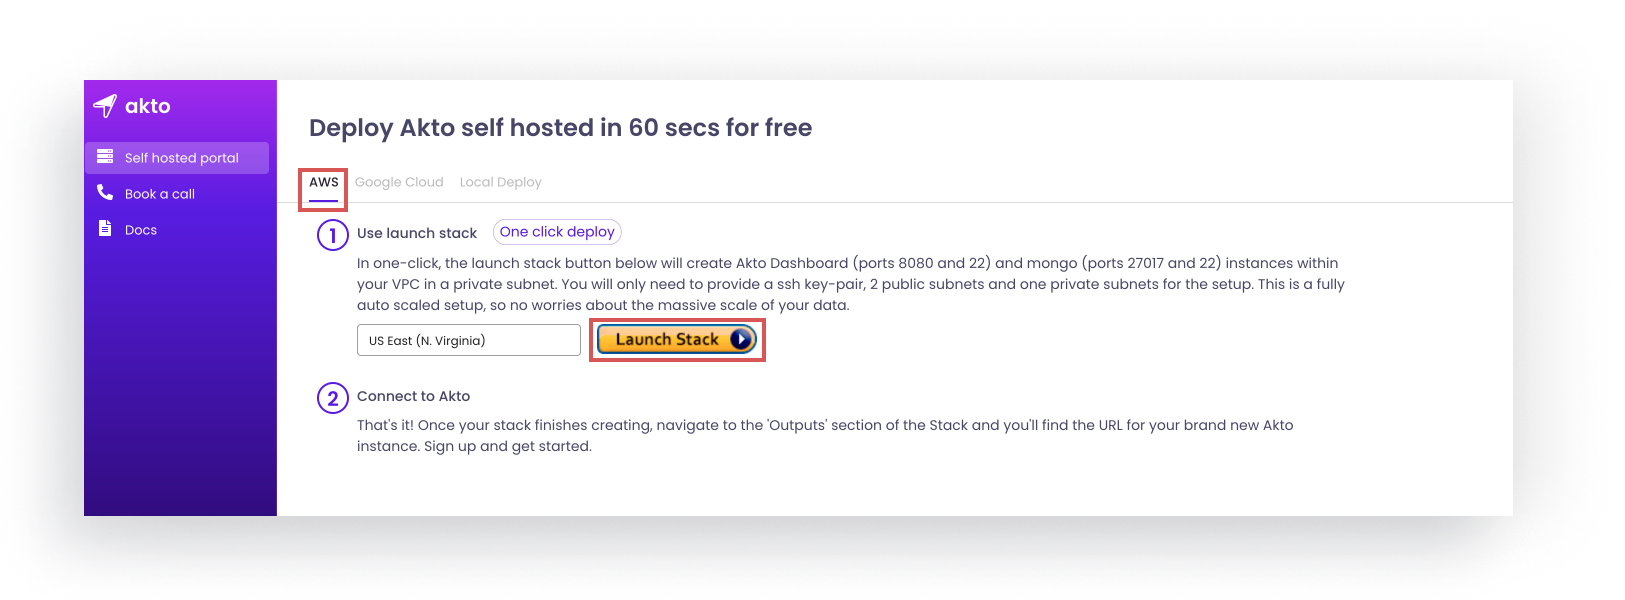 akto
Self hosted portal
Book a call
Docs
Deploy Akto self hosted in 60 secs for free
AWS Google Cloud Local Deploy
1 Use launch stack One click deploy
In one-click, the launch stack button below will create Akto Dashboard (ports 8080 and 22) and mongo (ports 27017 and 22) instances within
your VPC in a private subnet. You will only need to provide a ssh key-pair, 2 public subnets and one private subnets for the setup. This is a fully
auto scaled setup, so no worries about the massive scale of your data.
US East (N. Virginia) Launch Stack
2 Connect to Akto
That's it! Once your stack finishes creating, navigate to the 'Outputs' section of the Stack and you'll find the URL for your brand new Akto
instance. Sign up and get started.